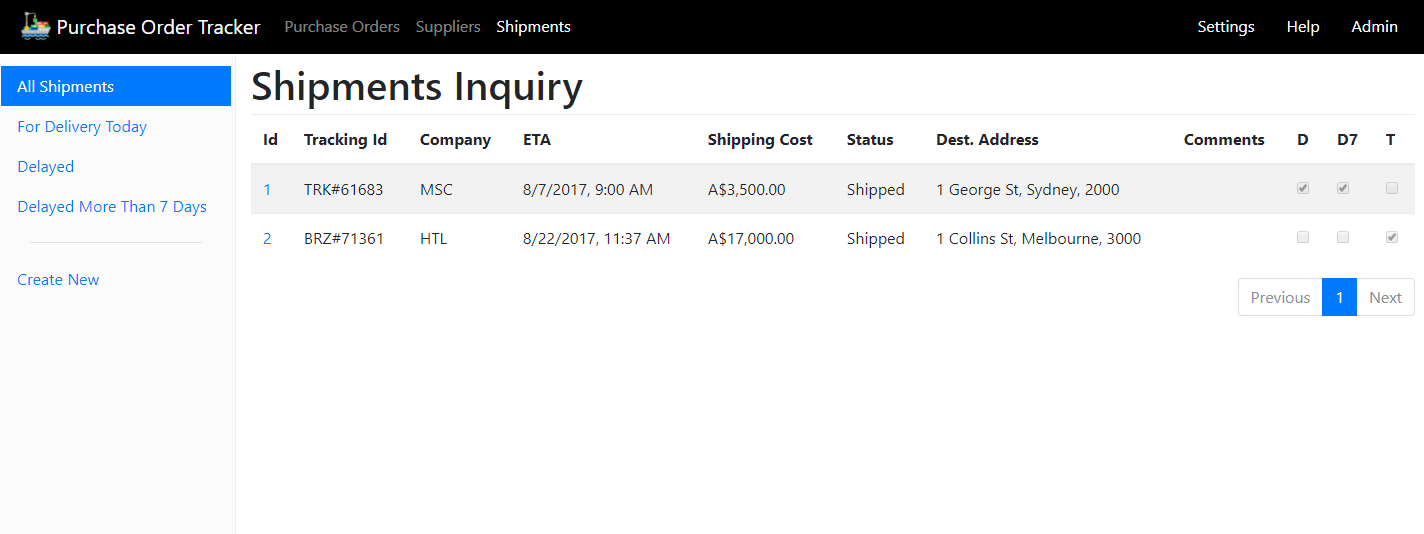 Purchase Order Tracker Purchase Orders Suppliers Shipments Settings Help Admin
All Shipments
For Delivery Today
Delayed
Delayed More Than 7 Days
Create New
Shipments Inquiry
Id Tracking Id Company ETA Shipping Cost Status Dest. Address Comments D D7 T
1 TRK#61683 MSC 8/7/2017, 9:00 AM A$3,500.00 Shipped 1 George St, Sydney, 2000
2 BRZ#71361 HTL 8/22/2017, 11:37 AM A$17,000.00 Shipped 1 Collins St, Melbourne, 3000
Previous 1 Next